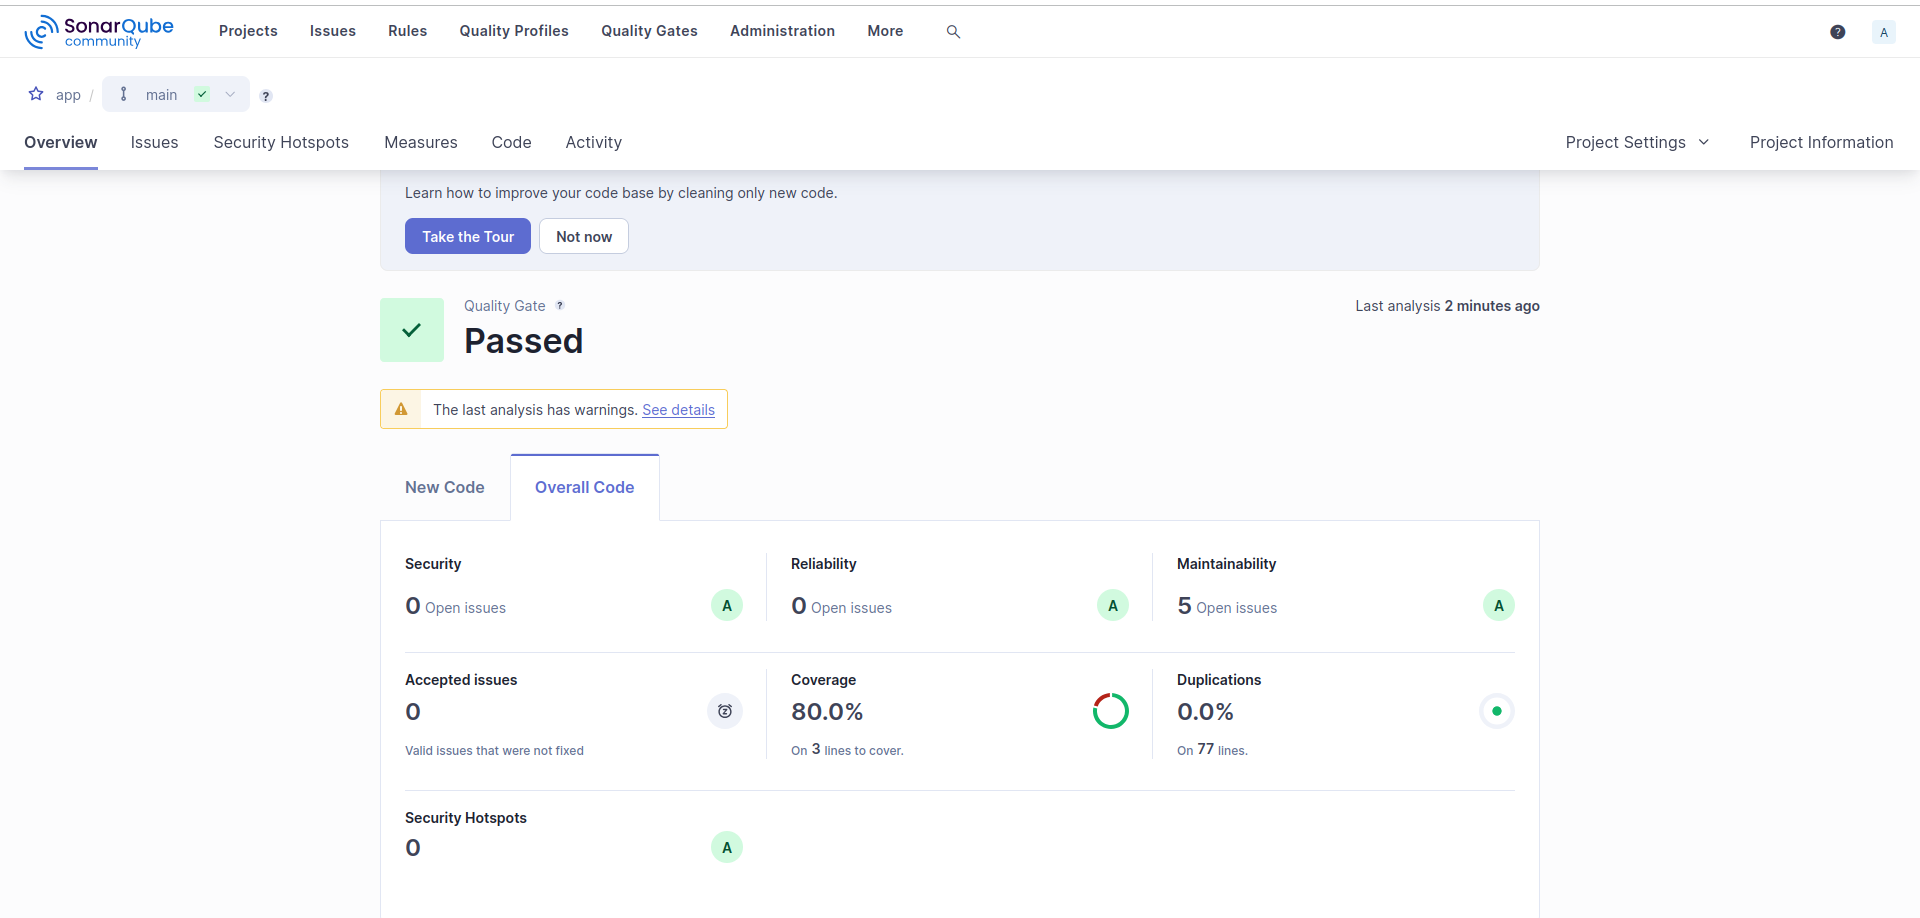 SonarQube
community
Projects Issues Rules Quality Profiles Quality Gates Administration More
? A
app / main ?
Overview Issues Security Hotspots Measures Code Activity Project Settings Project Information
Learn how to improve your code base by cleaning only new code.
Take the Tour Not now
Quality Gate ? Last analysis 2 minutes ago
Passed
The last analysis has warnings. See details
New Code Overall Code
Security Reliability Maintainability
0 Open issues A 0 Open issues A 5 Open issues A
Accepted issues Coverage Duplications
0 80.0% 0.0%
Valid issues that were not fixed On 3 lines to cover. On 77 lines.
Security Hotspots
0 A